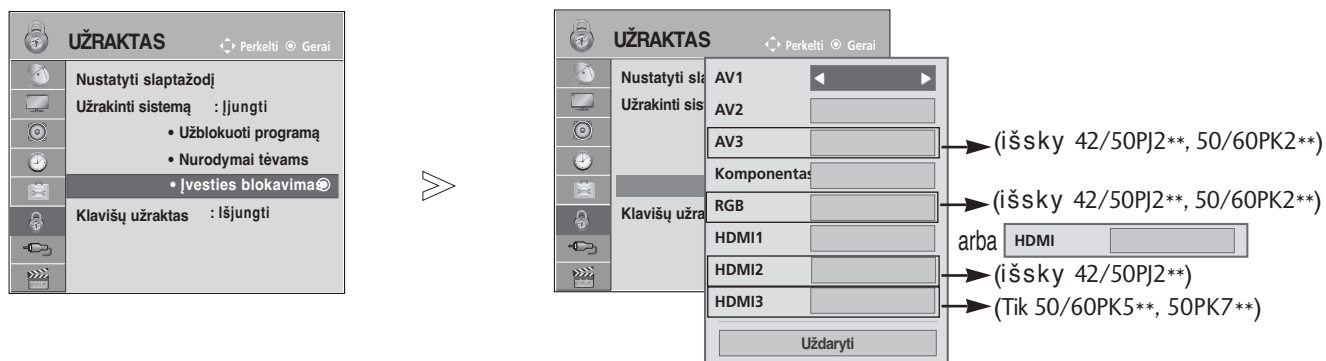 UŽRAKTAS
Perkelti Gerai
Nustatyti slaptažodį
Užrakinti sistemą : Įjungti
• Užblokuoti programą
• Nurodymai tėvams
• Įvesties blokavimas
Klavišų užraktas : Išjungti
UŽRAKTAS
Perkelti Gerai
Nustatyti sla
Užrakinti sis
Klavišų užra
AV1
AV2
AV3
(išsky 42/50PJ2**, 50/60PK2**)
Komponentas
RGB
(išsky 42/50PJ2**, 50/60PK2**)
HDMI1
arba HDMI
HDMI2
(išsky 42/50PJ2**)
HDMI3
(Tik 50/60PK5**, 50PK7**)
Uždaryti